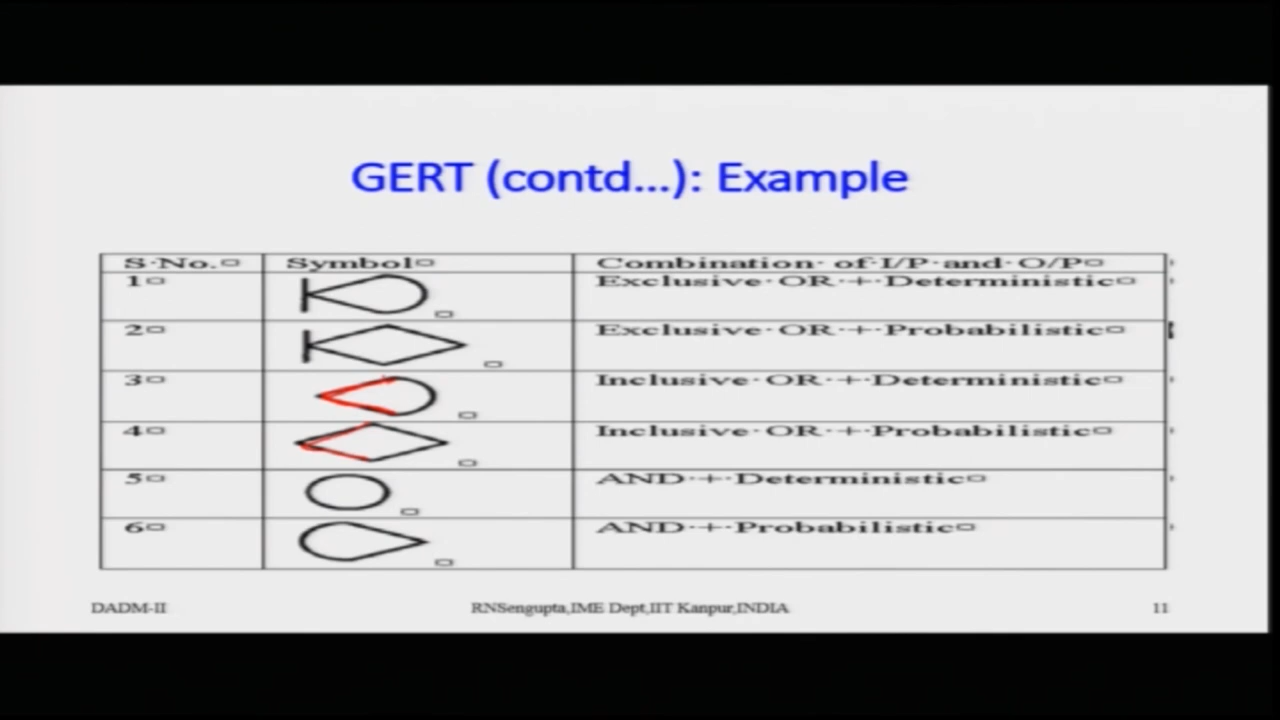 GERT (contd...): Example
S·No. Symbol Combination· of·I/P·and·O/P
1 Exclusive·OR·+·Deterministic
2 Exclusive·OR·+·Probabilistic
3 Inclusive·OR·+·Deterministic
4 Inclusive·OR·+·Probabilistic
5 AND·+·Deterministic
6 AND·+·Probabilistic
DADM-II RNSengupta,IME Dept,IIT Kanpur,INDIA 11